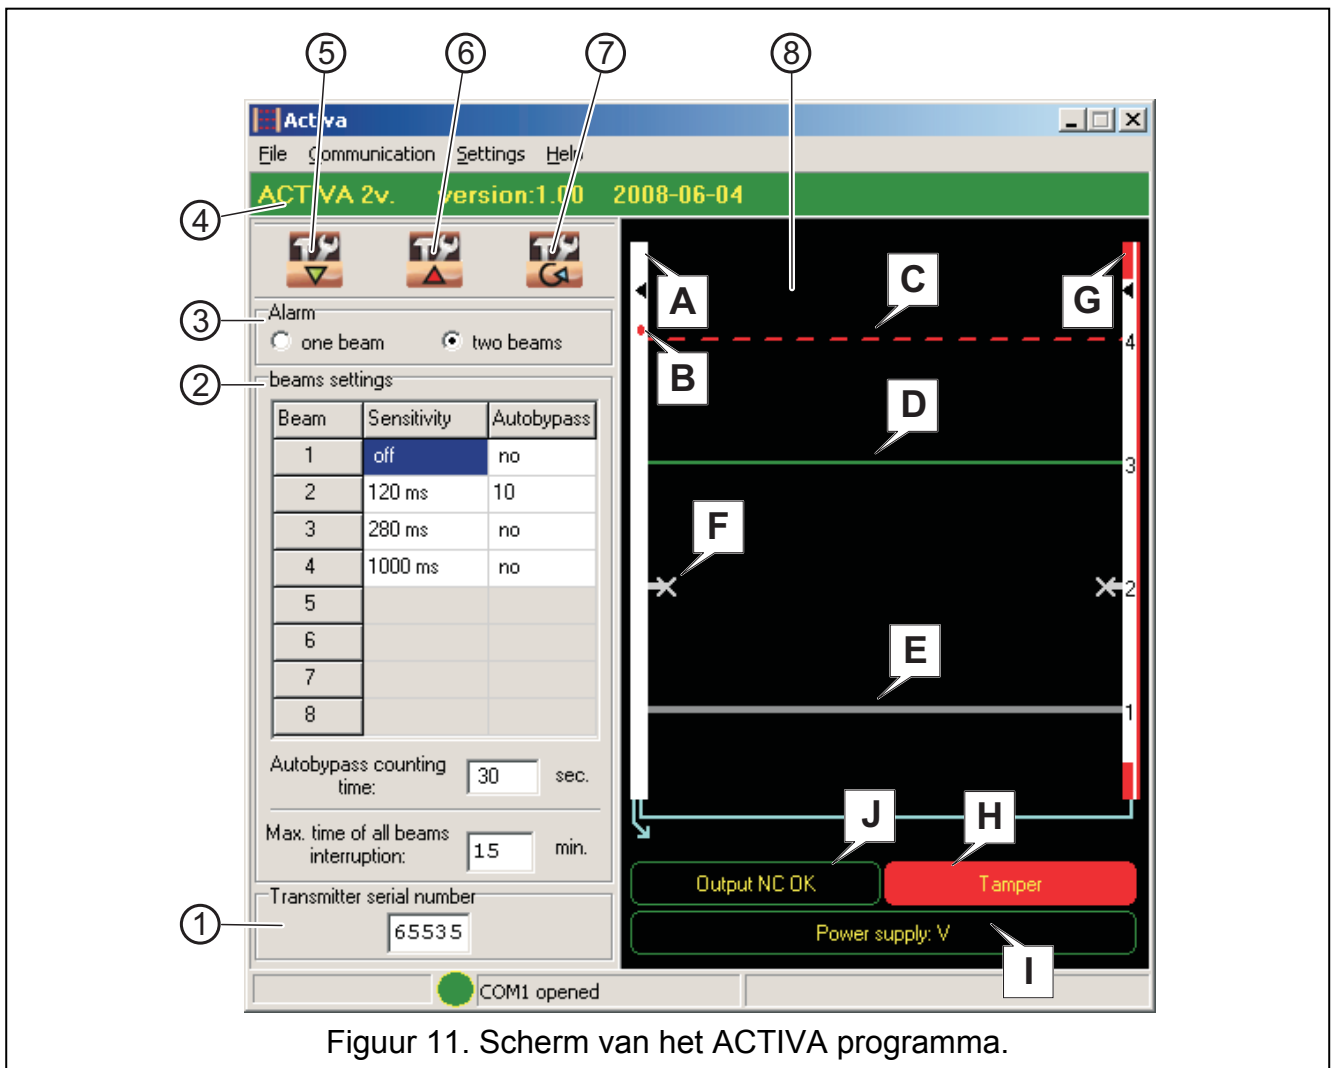 5 6 7 8
Activa
File Communication Settings Help
ACTIVA 2v. version:1.00 2008-06-04
4
A
B
C
G
4
3
Alarm
one beam two beams
2
beams settings
Beam Sensitivity Autobypass
1 off no
2 120 ms 10
3 280 ms no
4 1000 ms no
5
6
7
8
D
3
F
2
E
1
Autobypass counting
time: 30 sec.
Max. time of all beams
interruption: 15 min.
J H
Output NC OK Tamper
Power supply: V
I
1
Transmitter serial number
65535
COM1 opened
Figuur 11. Scherm van het ACTIVA programma.